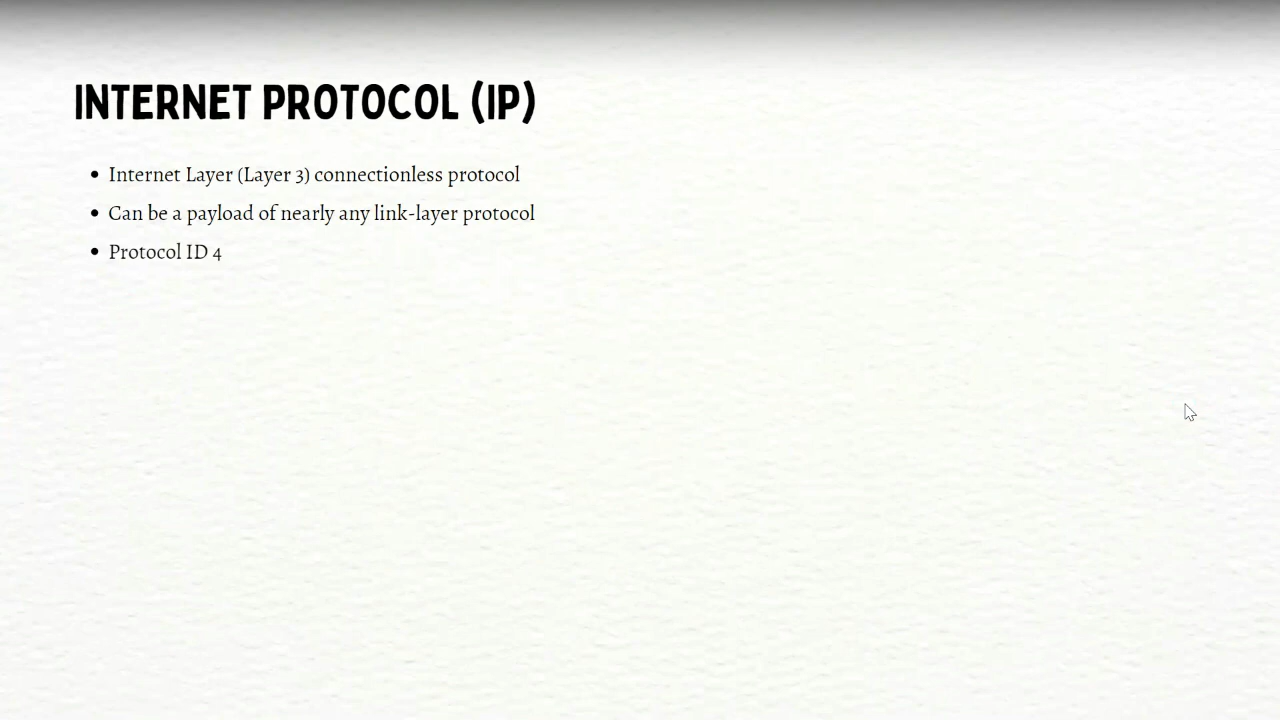 INTERNET PROTOCOL (IP)
• Internet Layer (Layer 3) connectionless protocol
• Can be a payload of nearly any link-layer protocol
• Protocol ID 4